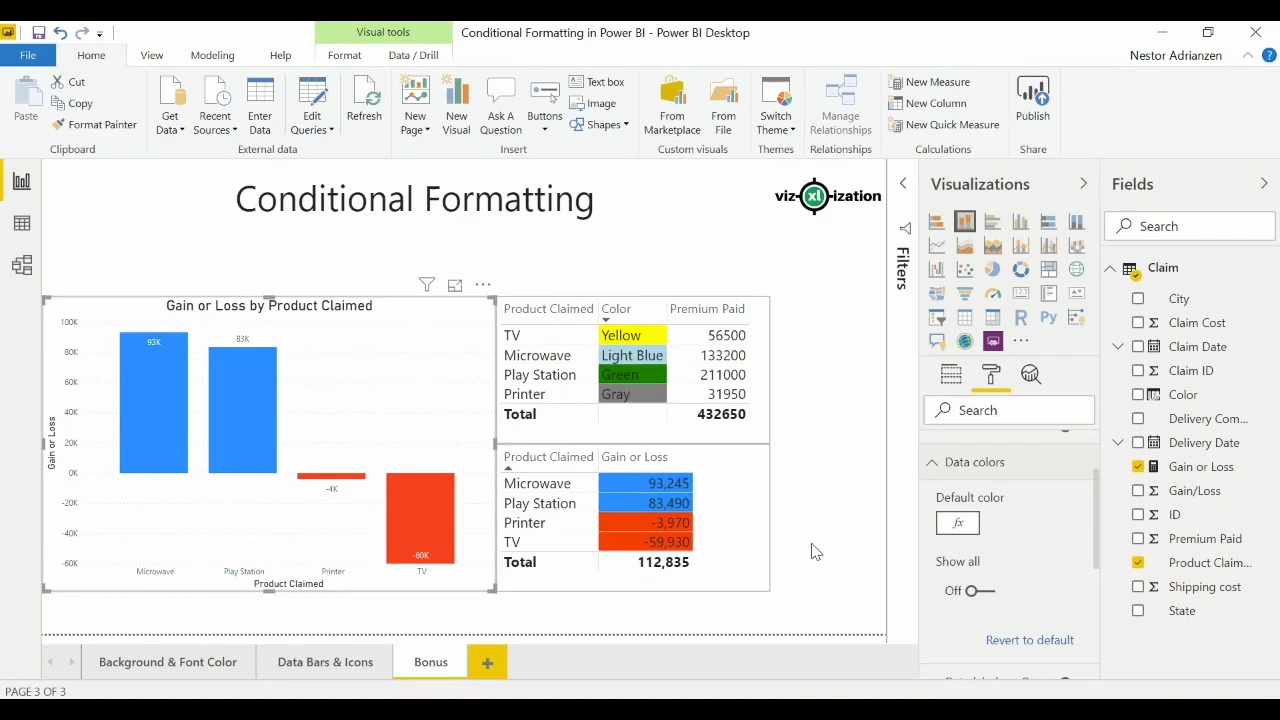 Visual tools
Conditional Formatting in Power BI - Power BI Desktop
File
Home
View
Modeling
Help
Format
Data / Drill
Nestor Adrianzen
?
Paste
Cut
Copy
Format Painter
Clipboard
Get Data
Recent Sources
Enter Data
Edit Queries
Refresh
External data
New Page
New Visual
Ask A Question
Buttons
Text box
Image
Shapes
Insert
From Marketplace
From File
Custom visuals
Switch Theme
Themes
Manage Relationships
Relationships
New Measure
New Column
New Quick Measure
Calculations
Publish
Share
Conditional Formatting
viz-xl-ization
Gain or Loss by Product Claimed
Gain or Loss
100K
80K
60K
40K
20K
0K
-20K
-40K
-60K
93K
83K
-4K
-60K
Microwave
Play Station
Printer
TV
Product Claimed
Product Claimed Color Premium Paid
TV Yellow 56500
Microwave Light Blue 133200
Play Station Green 211000
Printer Gray 31950
Total 432650
Product Claimed Gain or Loss
Microwave 93,245
Play Station 83,490
Printer -3,970
TV -59,930
Total 112,835
Filters
Visualizations
R
Py
...
Search
Data colors
Default color
fx
Show all
Off
Revert to default
Fields
Search
Claim
City
Σ Claim Cost
Claim Date
Σ Claim ID
Color
Delivery Com...
Delivery Date
Gain or Loss
Σ Gain/Loss
Σ ID
Σ Premium Paid
Product Claim...
Σ Shipping cost
State
Background & Font Color
Data Bars & Icons
Bonus
+
PAGE 3 OF 3